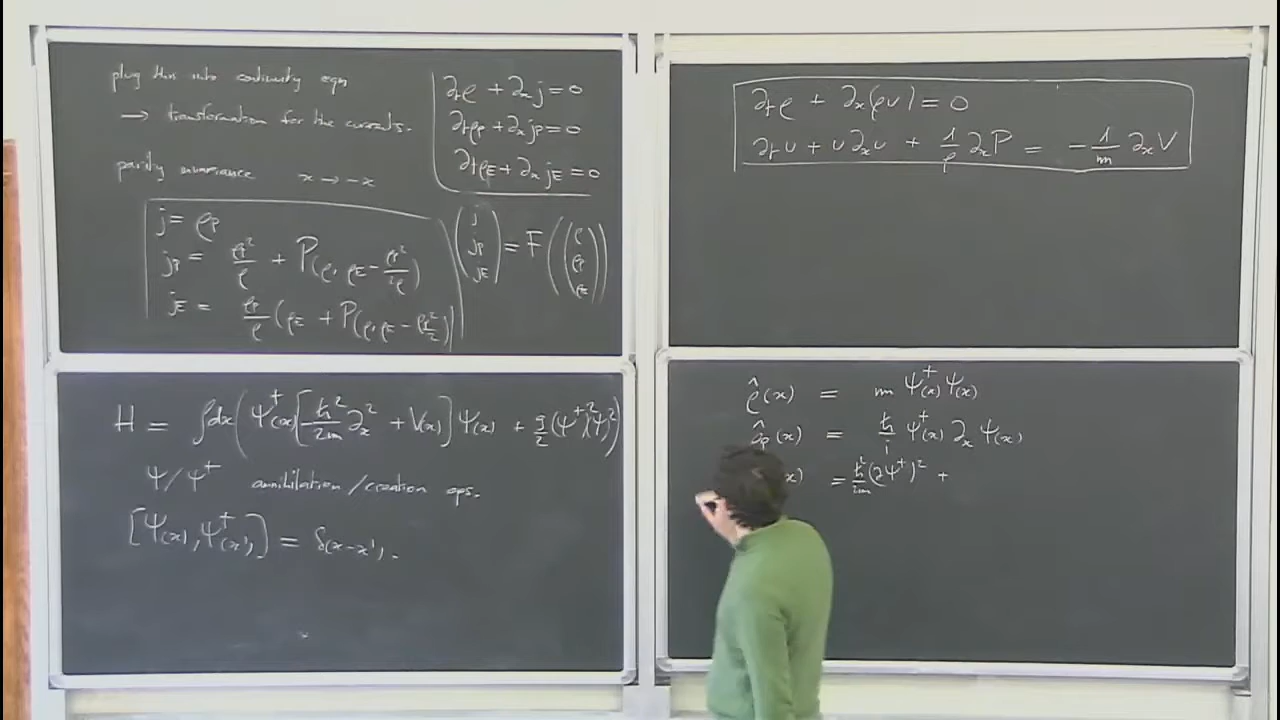 plug this into continuity eqn
→ transformation for the currents.
parity invariance x → -x
∂tρ + ∂x j = 0
∂tρp + ∂x jp = 0
∂tρE + ∂x jE = 0
j = ρp
jp = ρp²/ρ + P(ρ, ρE - ρp²/2ρ)
jE = ρp/ρ (ρE + P(ρ, ρE - ρp²/2))
(j jp jE) = F((ρ ρp ρE))
∂tρ + ∂x(ρv) = 0
∂tv + v∂xv + 1/ρ ∂xP = -1/m ∂xV
H = ∫dx(Ψ†(x)[ħ²/2m ∂x² + V(x)]Ψ(x) + g/2 (Ψ†)²(Ψ)²)
Ψ/Ψ† annihilation/creation ops.
[Ψ(x), Ψ†(x')] = δ(x-x').
ρ̂(x) = m Ψ†(x)Ψ(x)
ρ̂p(x) = ħ/i Ψ†(x) ∂x Ψ(x)
x) = ħ²/2m (∂Ψ†)² +